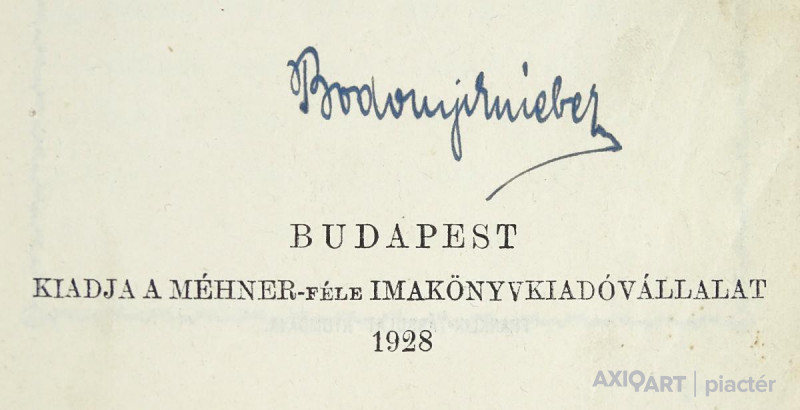 BUDAPEST
KIADJA A MÉHNER-FÉLE IMAKÖNYVKIADÓVÁLLALAT
1928
AXIOART | piactér